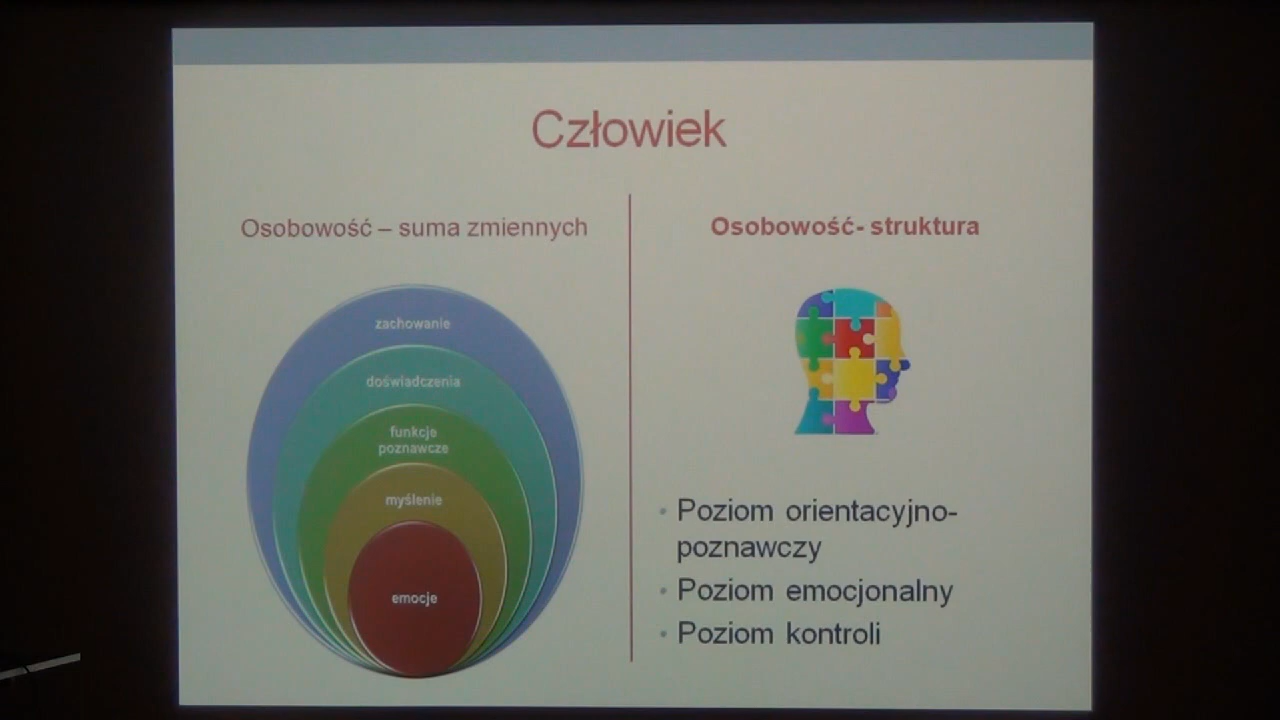 Człowiek
Osobowość – suma zmiennych
zachowanie
doświadczenia
funkcje
poznawcze
myślenie
emocje
Osobowość- struktura
• Poziom orientacyjno-
poznawczy
• Poziom emocjonalny
• Poziom kontroli